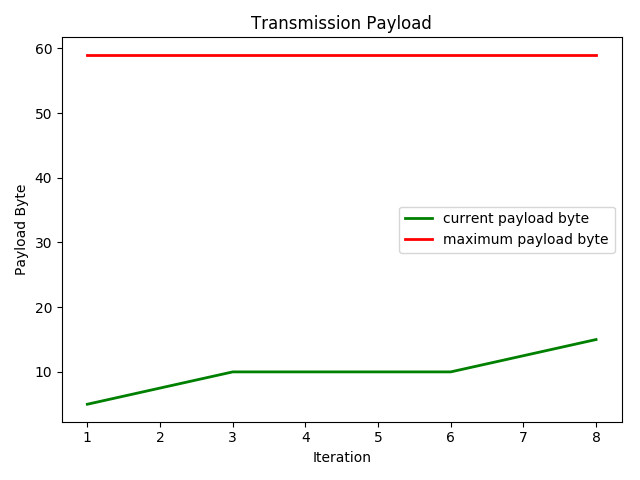 Transmission Payload
60
50
40
30
20
10
Payload Byte
current payload byte
maximum payload byte
1 2 3 4 5 6 7 8
Iteration